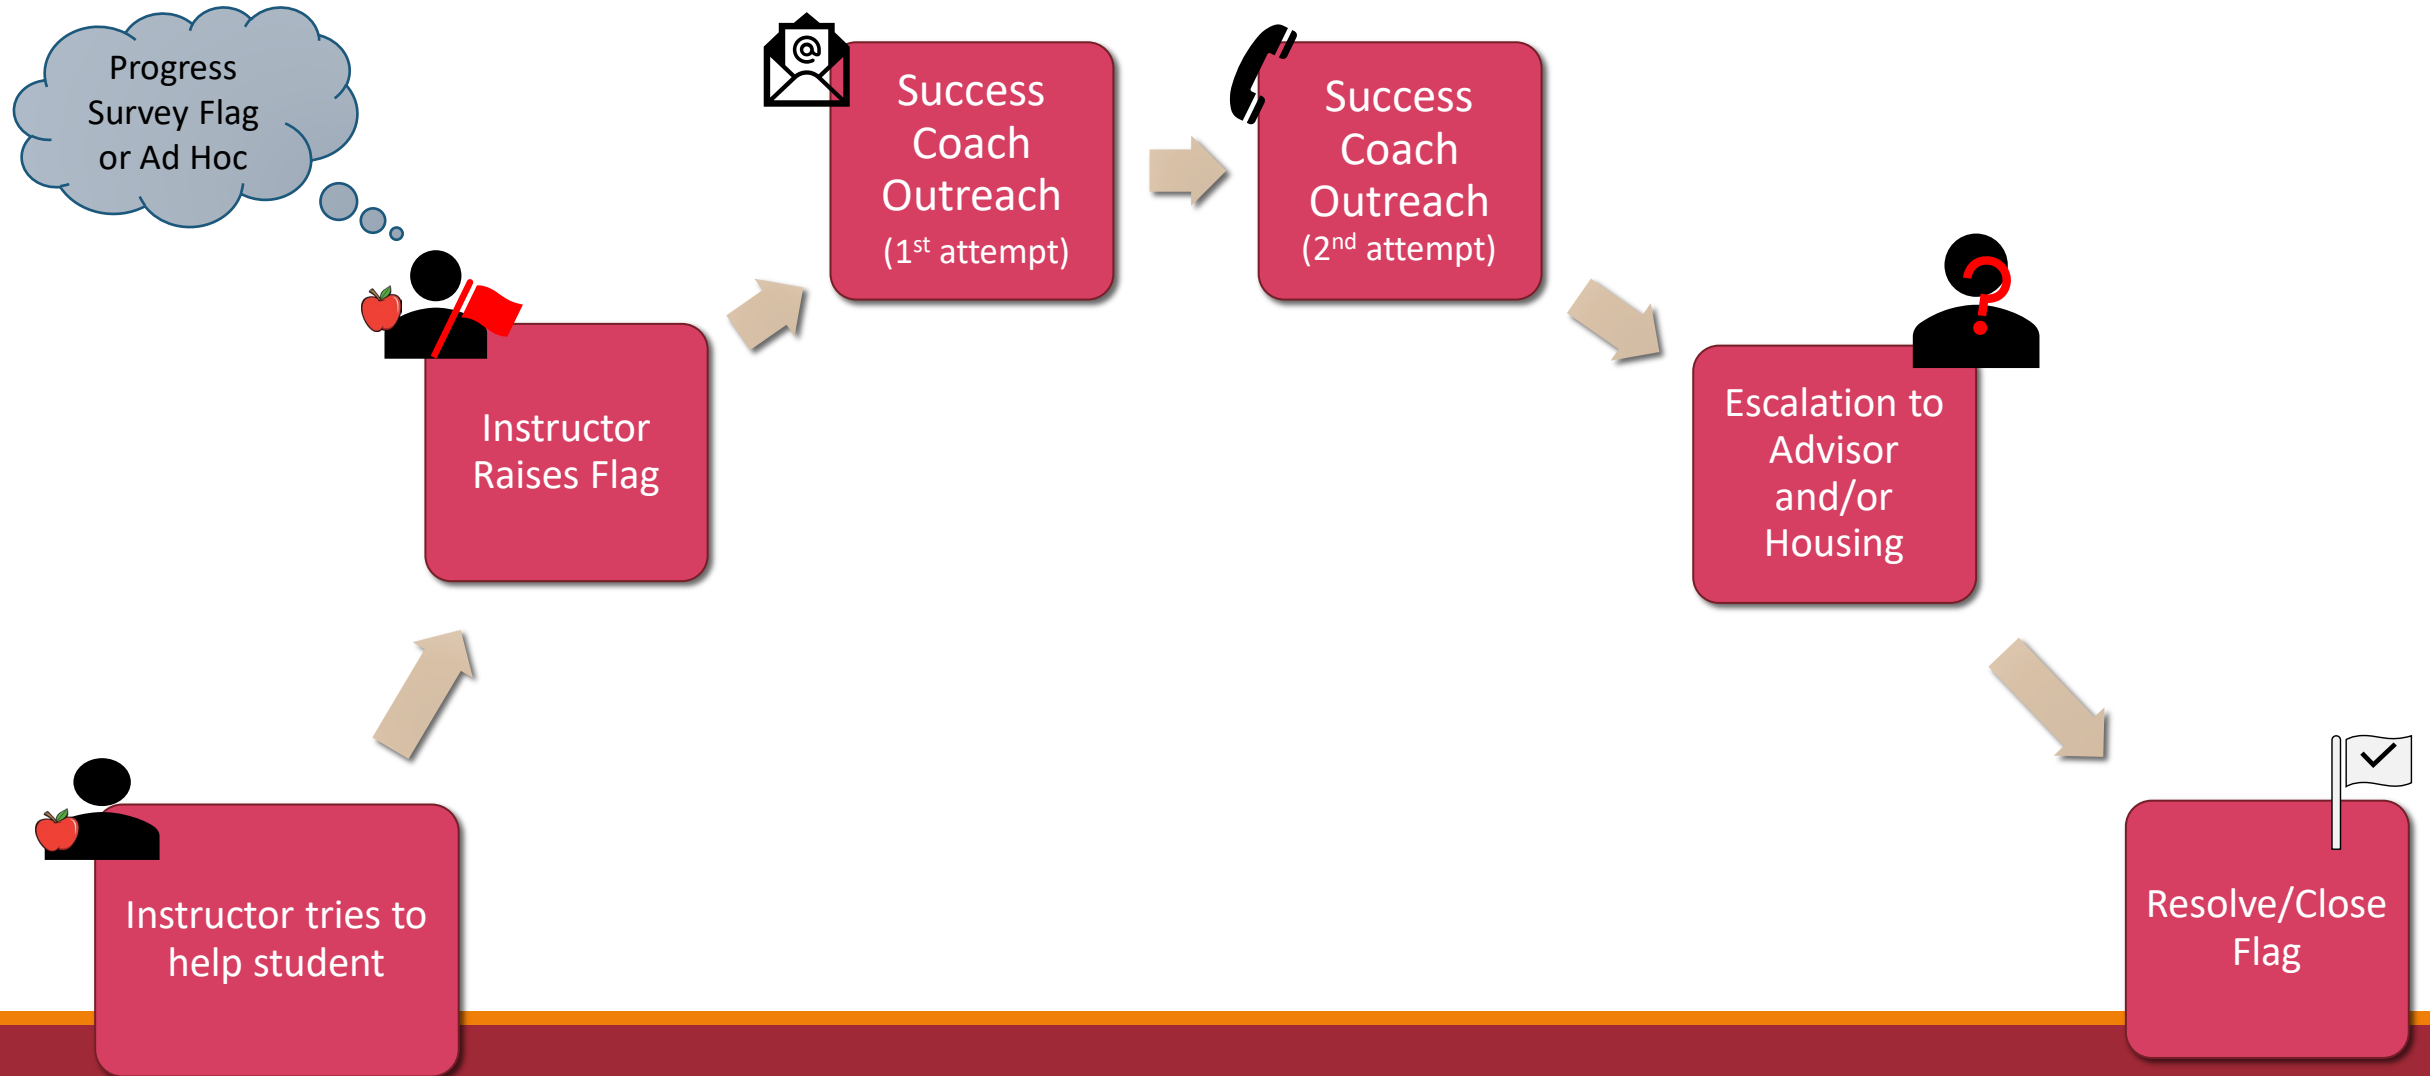 Progress
Survey Flag
or Ad Hoc
Instructor tries to
help student
Instructor
Raises Flag
@
Success
Coach
Outreach
(1st attempt)
Success
Coach
Outreach
(2nd attempt)
?
Escalation to
Advisor
and/or
Housing
Resolve/Close
Flag